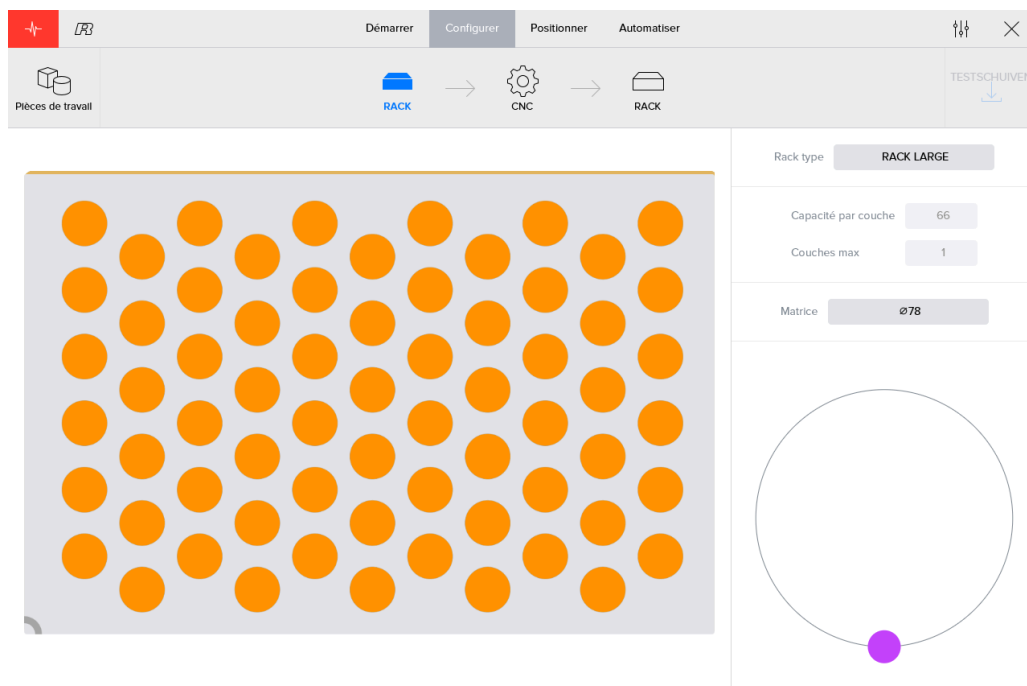 Démarrer
Configurer
Positionner
Automatiser
Pièces de travail
RACK
CNC
RACK
TESTSCHUIVEN
Rack type
RACK LARGE
Capacité par couche
66
Couches max
1
Matrice
⌀78